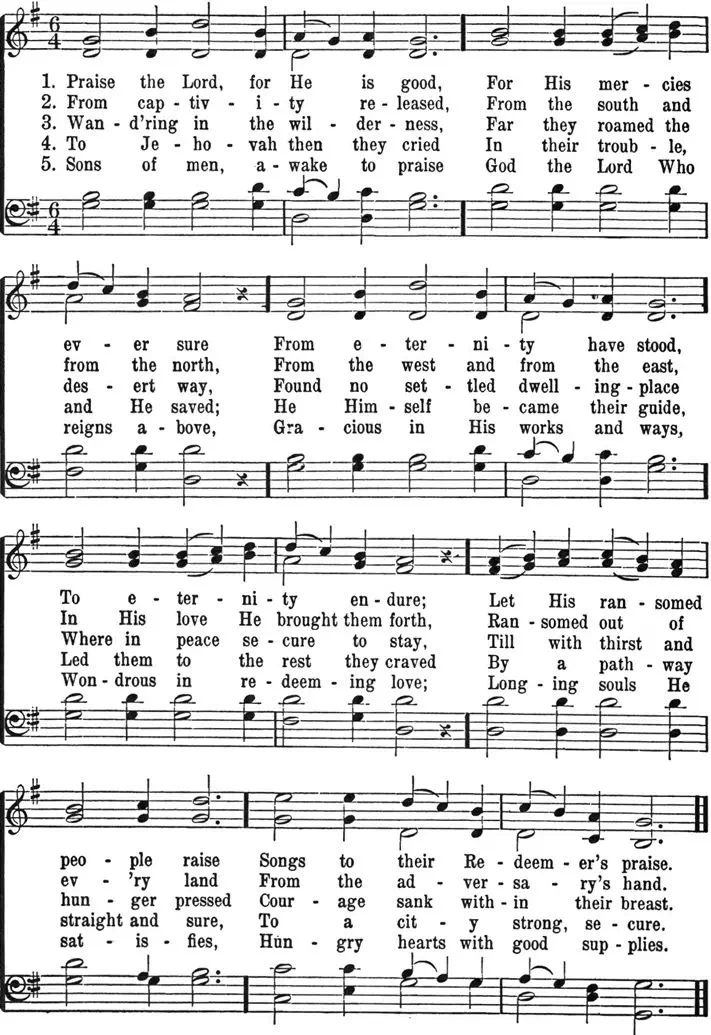 6
4
1. Praise the Lord, for He is good, For His mer - cies
2. From cap - tiv - i - ty re - leased, From the south and
3. Wan - d'ring in the wil - der - ness, Far they roamed the
4. To Je - ho - vah then they cried In their troub - le,
5. Sons of men, a - wake to praise God the Lord Who
6
4
ev - er sure From e - ter - ni - ty have stood,
from the north, From the west and from the east,
des - ert way, Found no set - tled dwell - ing - place
and He saved; He Him - self be - came their guide,
reigns a - bove, Gra - cious in His works and ways,
To e - ter - ni - ty en - dure; Let His ran - somed
In His love He brought them forth, Ran - somed out of
Where in peace se - cure to stay, Till with thirst and
Led them to the rest they craved By a path - way
Won - drous in re - deem - ing love; Long - ing souls He
peo - ple raise Songs to their Re - deem - er's praise.
ev - 'ry land From the ad - ver - sa - ry's hand.
hun - ger pressed Cour - age sank with - in their breast.
straight and sure, To a cit - y strong, se - cure.
sat - is - fies, Hun - gry hearts with good sup - plies.